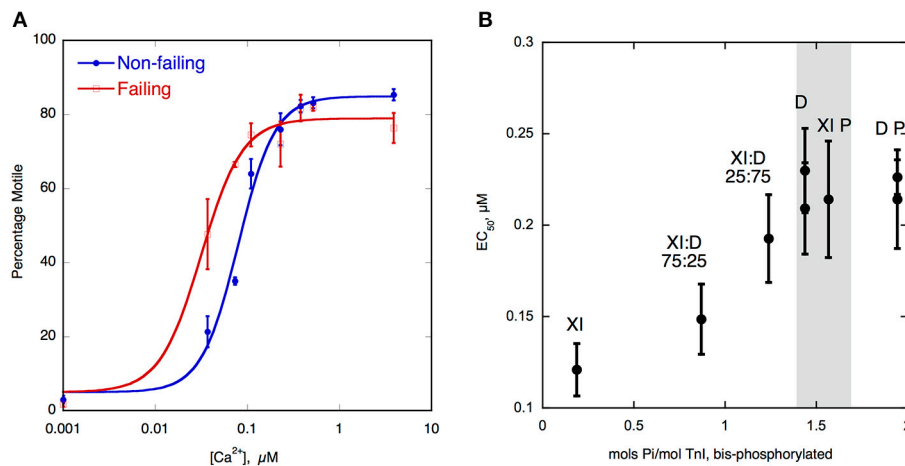 A
Non-failing
Failing
Percentage Motile
100
80
60
40
20
0
0.001
0.01
0.1
1
10
[Ca²⁺], µM
B
EC₅₀, µM
0.3
0.25
0.2
0.15
0.1
XI
XI:D
75:25
XI:D
25:75
D
XI P
D P
0
0.5
1
1.5
2
mols Pi/mol TnI, bis-phosphorylated